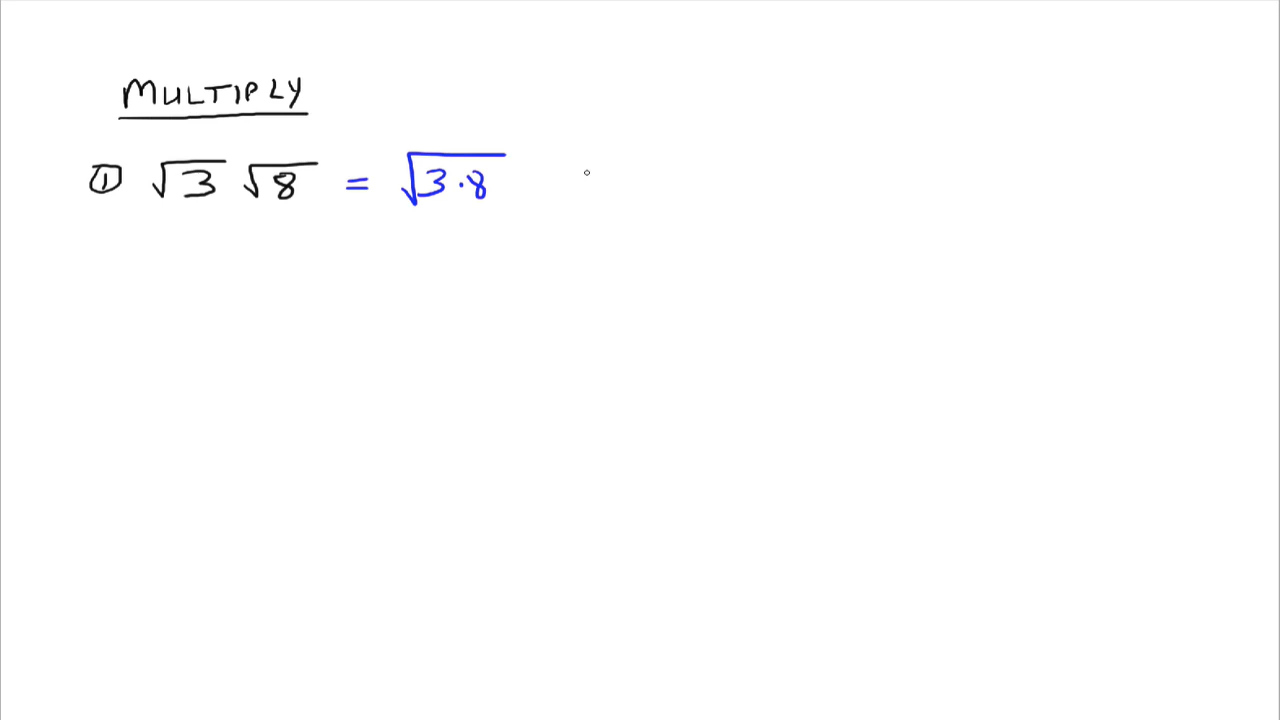 MULTIPLY
① √3 √8 = √3·8